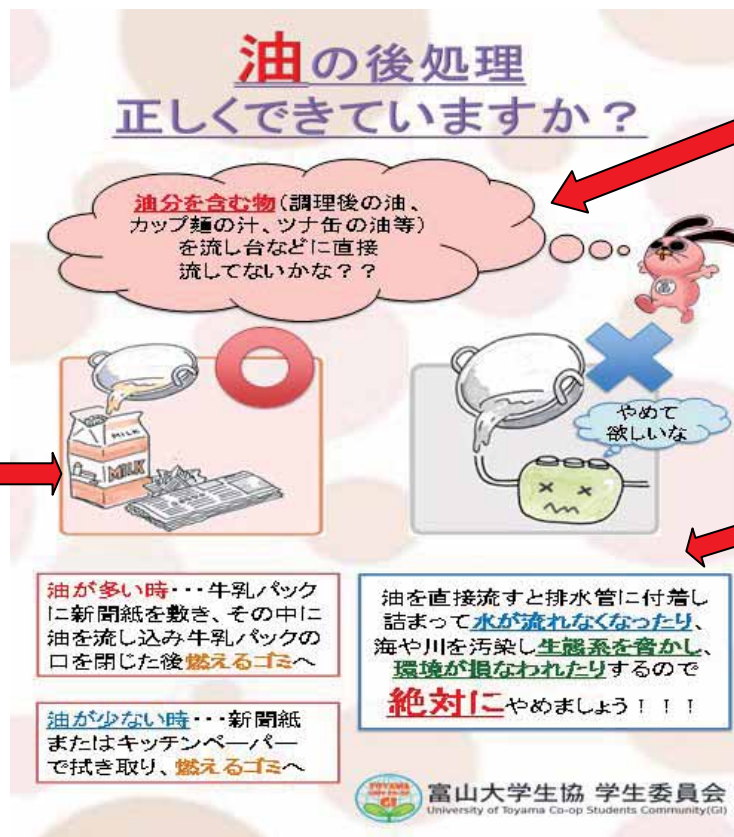 油の後処理
正しくできていますか?
油分を含む物(調理後の油、
カップ麺の汁、ツナ缶の油等)
を流し台などに直接
流してないかな??
富
MILK
MILK
やめて
欲しいな
油が多い時・・・牛乳パック
に新聞紙を敷き、その中に
油を流し込み牛乳パックの
口を閉じた後燃えるゴミへ
油が少ない時・・・新聞紙
またはキッチンペーパー
で拭き取り、燃えるゴミへ
油を直接流すと排水管に付着し
詰まって水が流れなくなったり、
海や川を汚染し生態系を脅かし、
環境が損なわれたりするので
絶対にやめましょう!!!
TOYAMA
UNIV CO-OP
GI
富山大学生協 学生委員会
University of Toyama Co-op Students Community(GI)